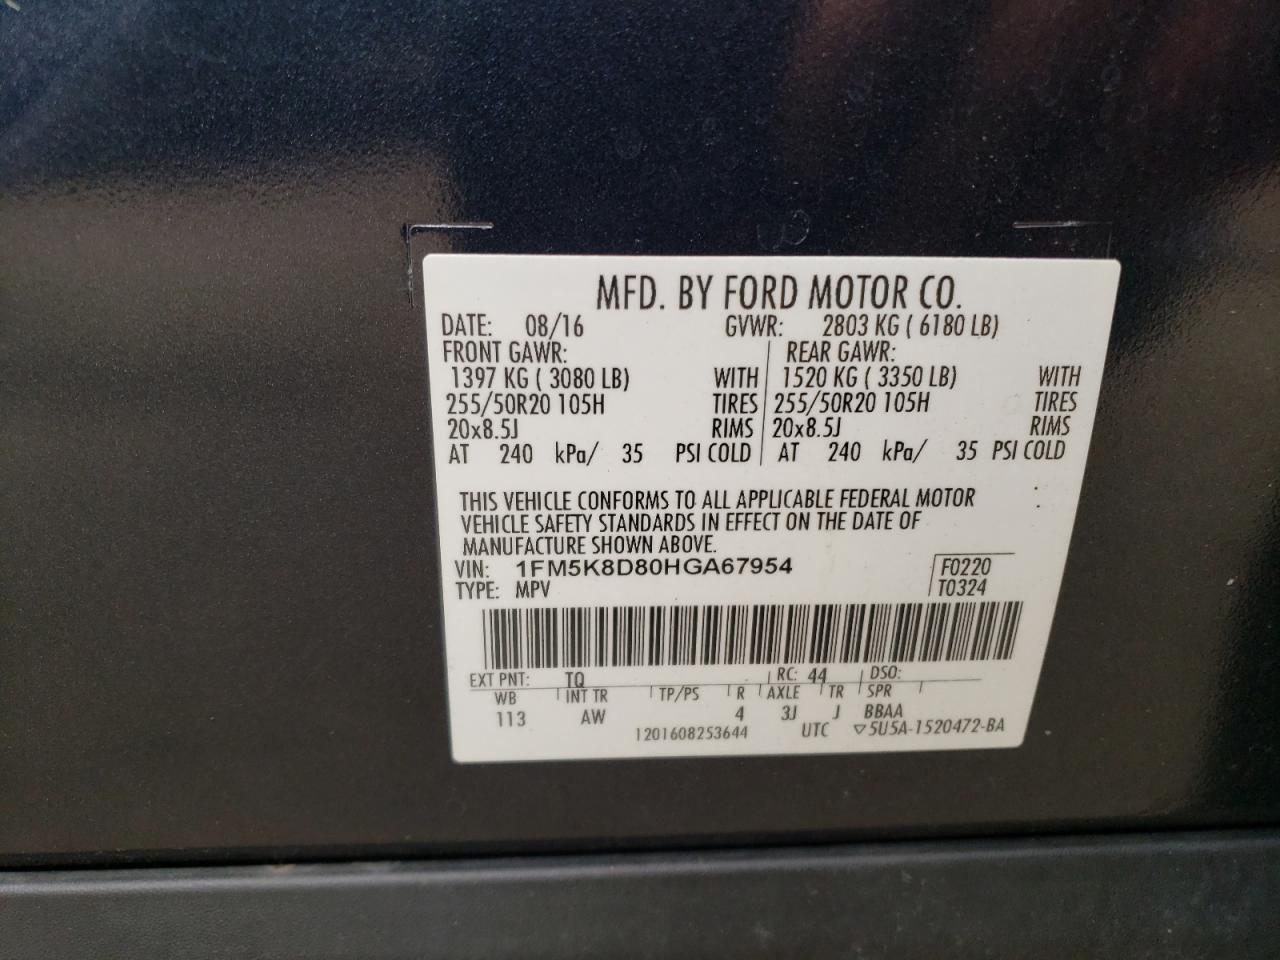 MFD. BY FORD MOTOR CO.
DATE: 08/16 GVWR: 2803 KG ( 6180 LB)
FRONT GAWR: REAR GAWR:
1397 KG ( 3080 LB) WITH 1520 KG ( 3350 LB) WITH
255/50R20 105H TIRES 255/50R20 105H TIRES
20x8.5J RIMS 20x8.5J RIMS
AT 240 kPa/ 35 PSI COLD AT 240 kPa/ 35 PSI COLD
THIS VEHICLE CONFORMS TO ALL APPLICABLE FEDERAL MOTOR
VEHICLE SAFETY STANDARDS IN EFFECT ON THE DATE OF
MANUFACTURE SHOWN ABOVE.
VIN: 1FM5K8D80HGA67954 F0220
TYPE: MPV T0324
EXT PNT: TQ RC: 44 DSO:
WB INT TR TP/PS R AXLE TR SPR
113 AW 4 3J J BBAA
1201608253644 UTC ▽5U5A-1520472-BA